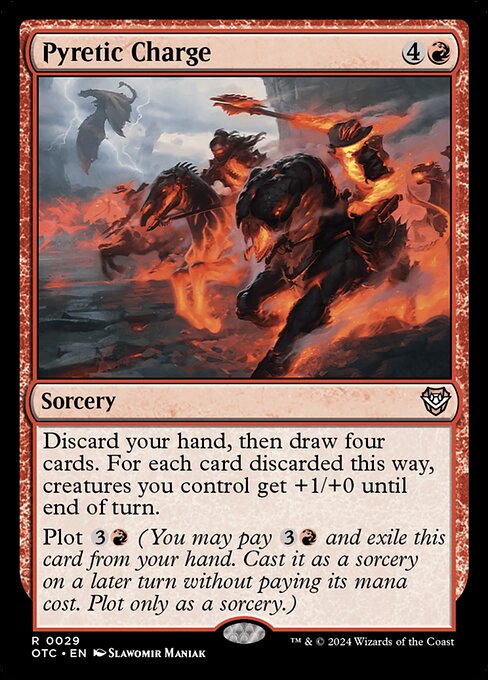 Pyretic Charge 4
Sorcery
Discard your hand, then draw four
cards. For each card discarded this way,
creatures you control get +1/+0 until
end of turn.
Plot 3 (You may pay 3 and exile this
card from your hand. Cast it as a sorcery
on a later turn without paying its mana
cost. Plot only as a sorcery.)
R 0029
OTC • EN SLAWOMIR MANIAK
™ & © 2024 Wizards of the Coast